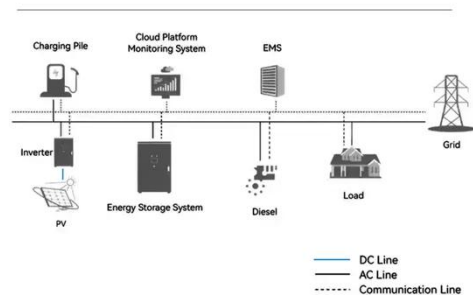 Charging Pile
Cloud Platform
Monitoring System
EMS
Grid
Inverter
PV
Energy Storage System
Diesel
Load
DC Line
AC Line
Communication Line